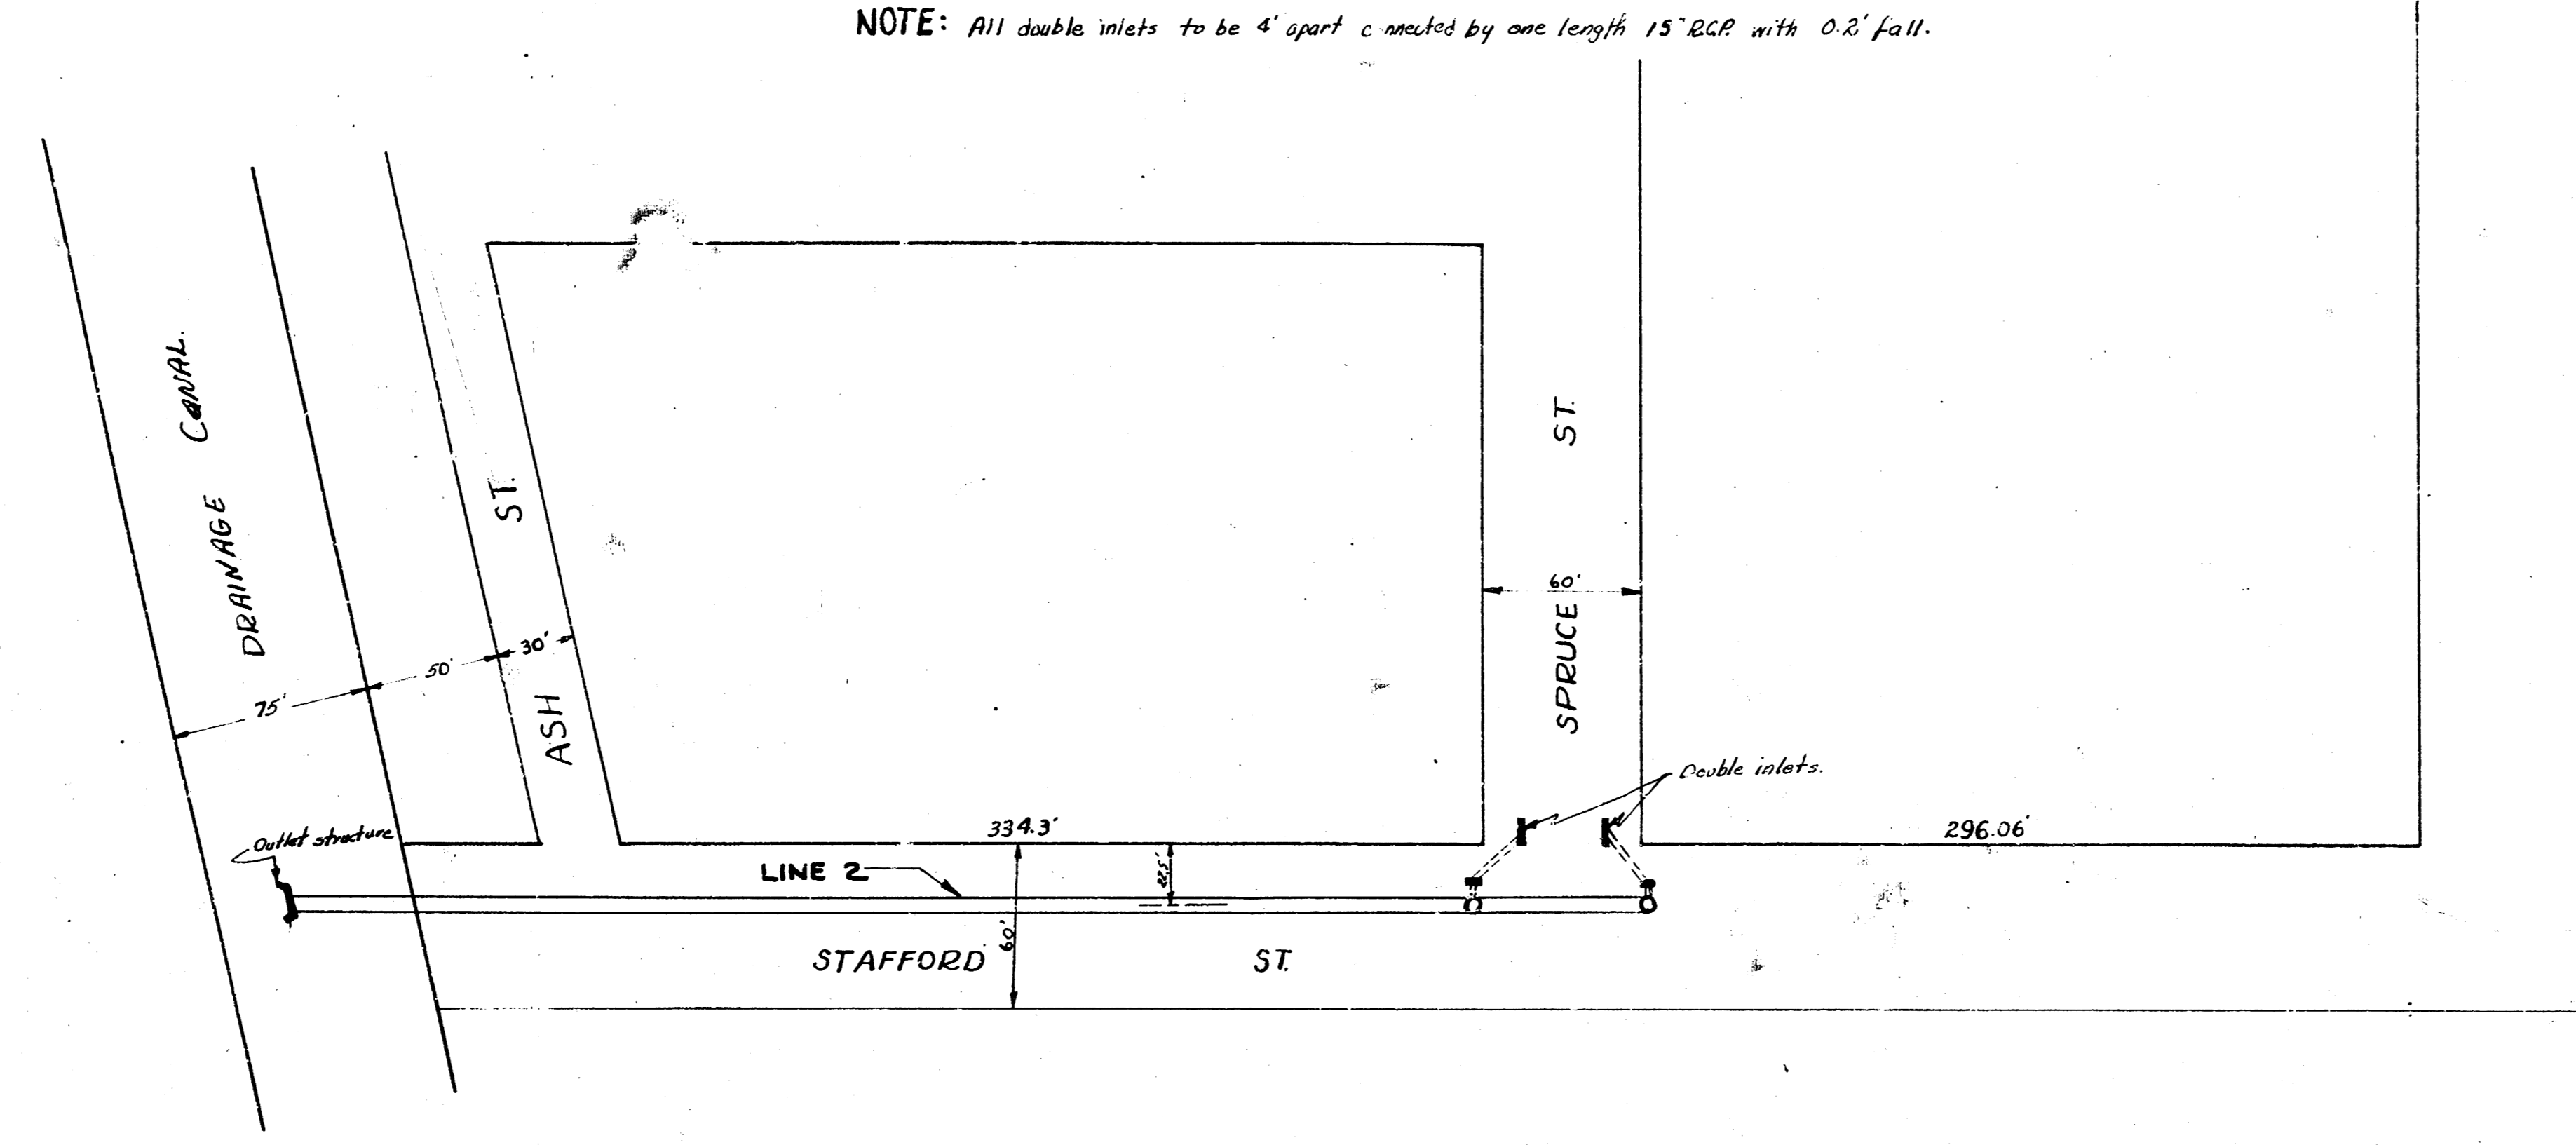 NOTE: All double inlets to be 4' apart c nnected by one length 15" R.C.P. with 0.2' fall.
DRAINAGE CANAL
ASH ST.
SPRUCE ST.
60'
30'
50'
75'
Double inlets.
Outlet structure
334.3'
296.06'
LINE 2
22.5'
60'
STAFFORD ST.